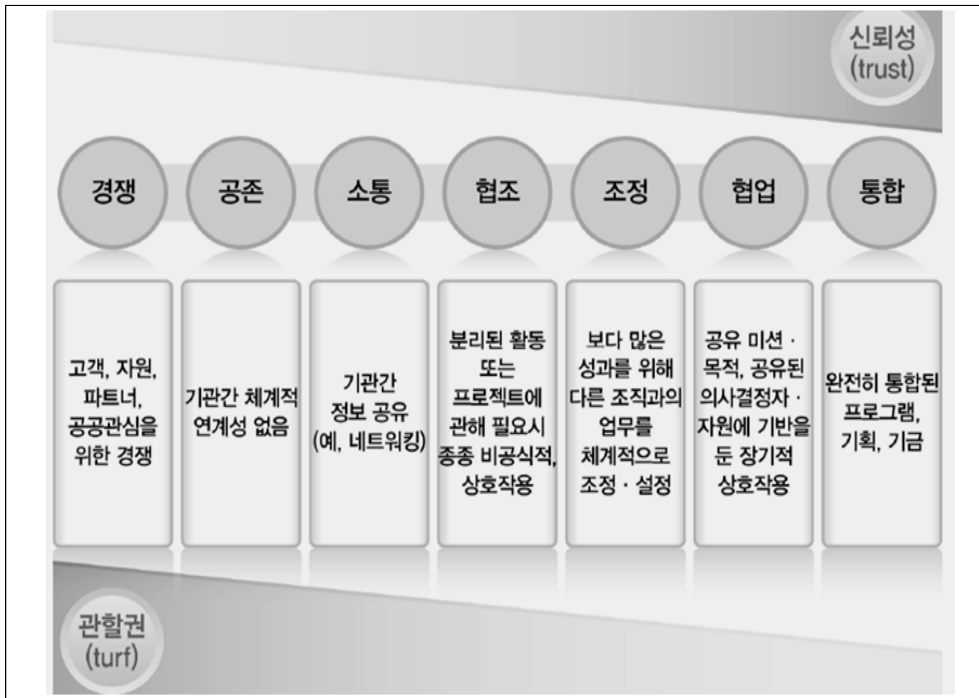 신뢰성
(trust)
경쟁
공존
소통
협조
조정
협업
통합
고객, 자원,
파트너,
공공관심을
위한 경쟁
기관간 체계적
연계성 없음
기관간
정보 공유
(예, 네트워킹)
분리된 활동
또는
프로젝트에
관해 필요시
종종 비공식적,
상호작용
보다 많은
성과를 위해
다른 조직과의
업무를
체계적으로
조정 · 설정
공유 미션 ·
목적, 공유된
의사결정자 ·
자원에 기반을
둔 장기적
상호작용
완전히 통합된
프로그램,
기획, 기금
관할권
(turf)